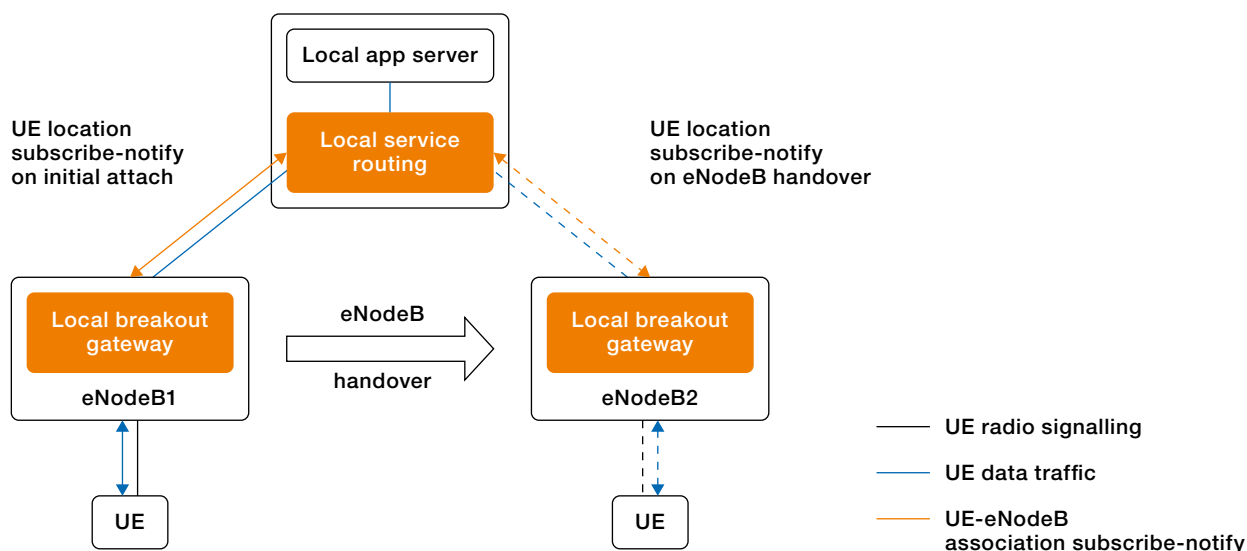 Local app server
UE location
subscribe-notify
on initial attach
Local service
routing
UE location
subscribe-notify
on eNodeB handover
Local breakout
gateway
eNodeB1
eNodeB
handover
Local breakout
gateway
eNodeB2
UE
UE
UE radio signalling
UE data traffic
UE-eNodeB
association subscribe-notify